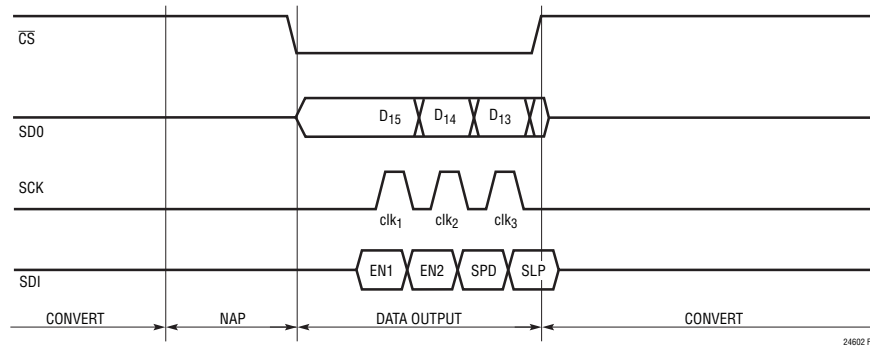 CS
D15 D14 D13
SD0
SCK
clk1 clk2 clk3
EN1 EN2 SPD SLP
SDI
CONVERT NAP DATA OUTPUT CONVERT
24602 F